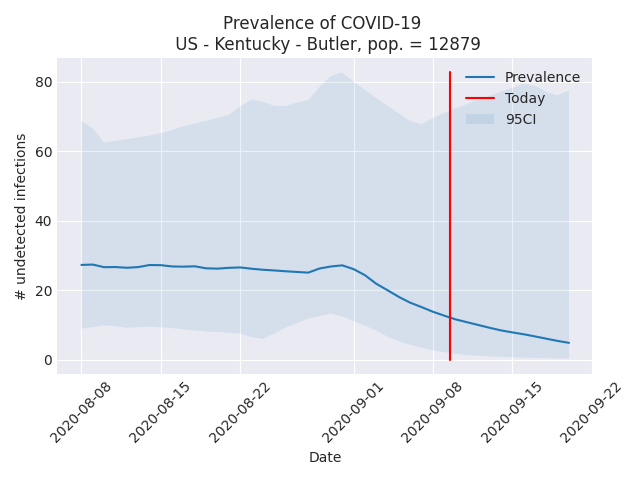 Prevalence of COVID-19
US - Kentucky - Butler, pop. = 12879
Prevalence
Today
95CI
# undetected infections
80
60
40
20
0
2020-08-08
2020-08-15
2020-08-22
2020-09-01
2020-09-08
2020-09-15
2020-09-22
Date